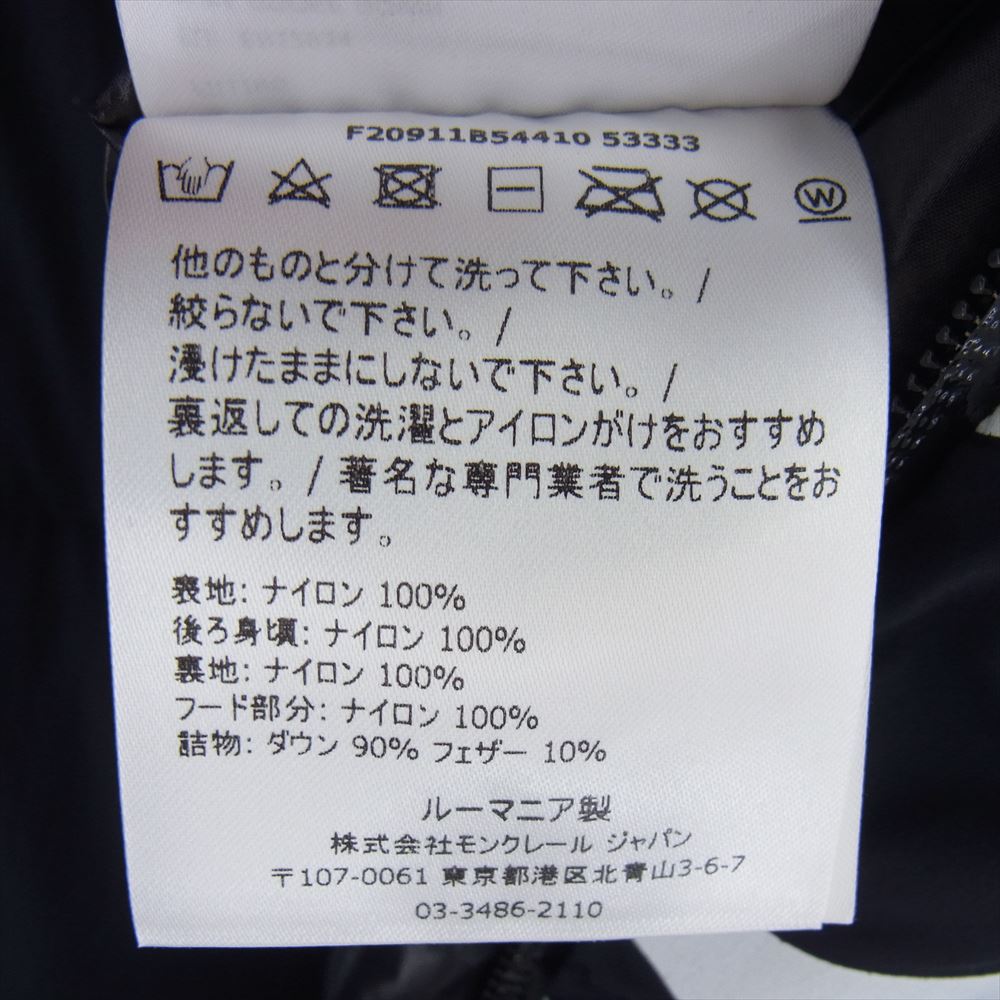 F20911B54410 53333
W
他のものと分けて洗って下さい。/
絞らないで下さい。/
浸けたままにしないで下さい。/
裏返しての洗濯とアイロンがけをおすすめ
します。/ 著名な専門業者で洗うことをお
すすめします。
表地: ナイロン 100%
後ろ身頃: ナイロン 100%
裏地: ナイロン 100%
フード部分: ナイロン 100%
詰物: ダウン 90% フェザー 10%
ルーマニア製
株式会社モンクレール ジャパン
〒107-0061 東京都港区北青山3-6-7
03-3486-2110